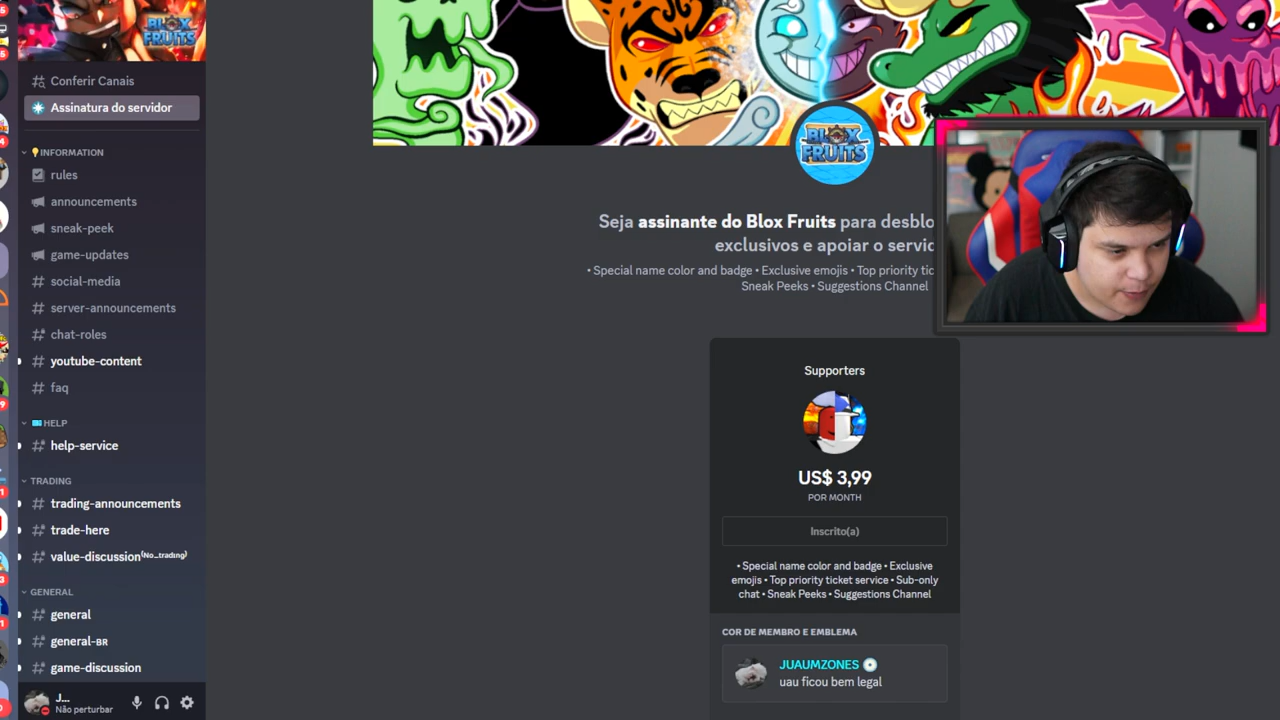 BLOX
FRUITS
Conferir Canais
Assinatura do servidor
INFORMATION
rules
announcements
sneak-peek
game-updates
social-media
server-announcements
chat-roles
youtube-content
faq
HELP
help-service
TRADING
trading-announcements
trade-here
value-discussion(No_trading)
GENERAL
general
general-BR
game-discussion
J...
Não perturbar
BLOX
FRUITS
Seja assinante do Blox Fruits para desblo
exclusivos e apoiar o servid
• Special name color and badge • Exclusive emojis • Top priority tic
Sneak Peeks • Suggestions Channel
Supporters
US$ 3,99
POR MONTH
Inscrito(a)
• Special name color and badge • Exclusive
emojis • Top priority ticket service • Sub-only
chat • Sneak Peeks • Suggestions Channel
COR DE MEMBRO E EMBLEMA
JUAUMZONES
uau ficou bem legal